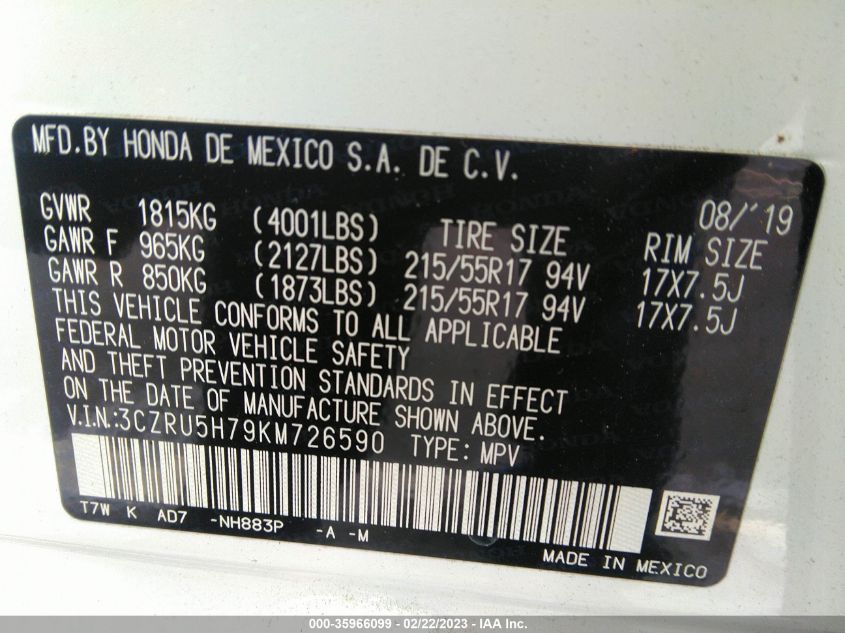 MFD.BY HONDA DE MEXICO S.A. DE C.V.
08/'19
GVWR 1815KG (4001LBS) TIRE SIZE RIM SIZE
GAWR F 965KG (2127LBS) 215/55R17 94V 17X7.5J
GAWR R 850KG (1873LBS) 215/55R17 94V 17X7.5J
THIS VEHICLE CONFORMS TO ALL APPLICABLE
FEDERAL MOTOR VEHICLE SAFETY
AND THEFT PREVENTION STANDARDS IN EFFECT
ON THE DATE OF MANUFACTURE SHOWN ABOVE.
V.I.N.:3CZRU5H79KM726590 TYPE: MPV
T7W K AD7 -NH883P -A -M
MADE IN MEXICO
000-35966099 - 02/22/2023 - IAA Inc.